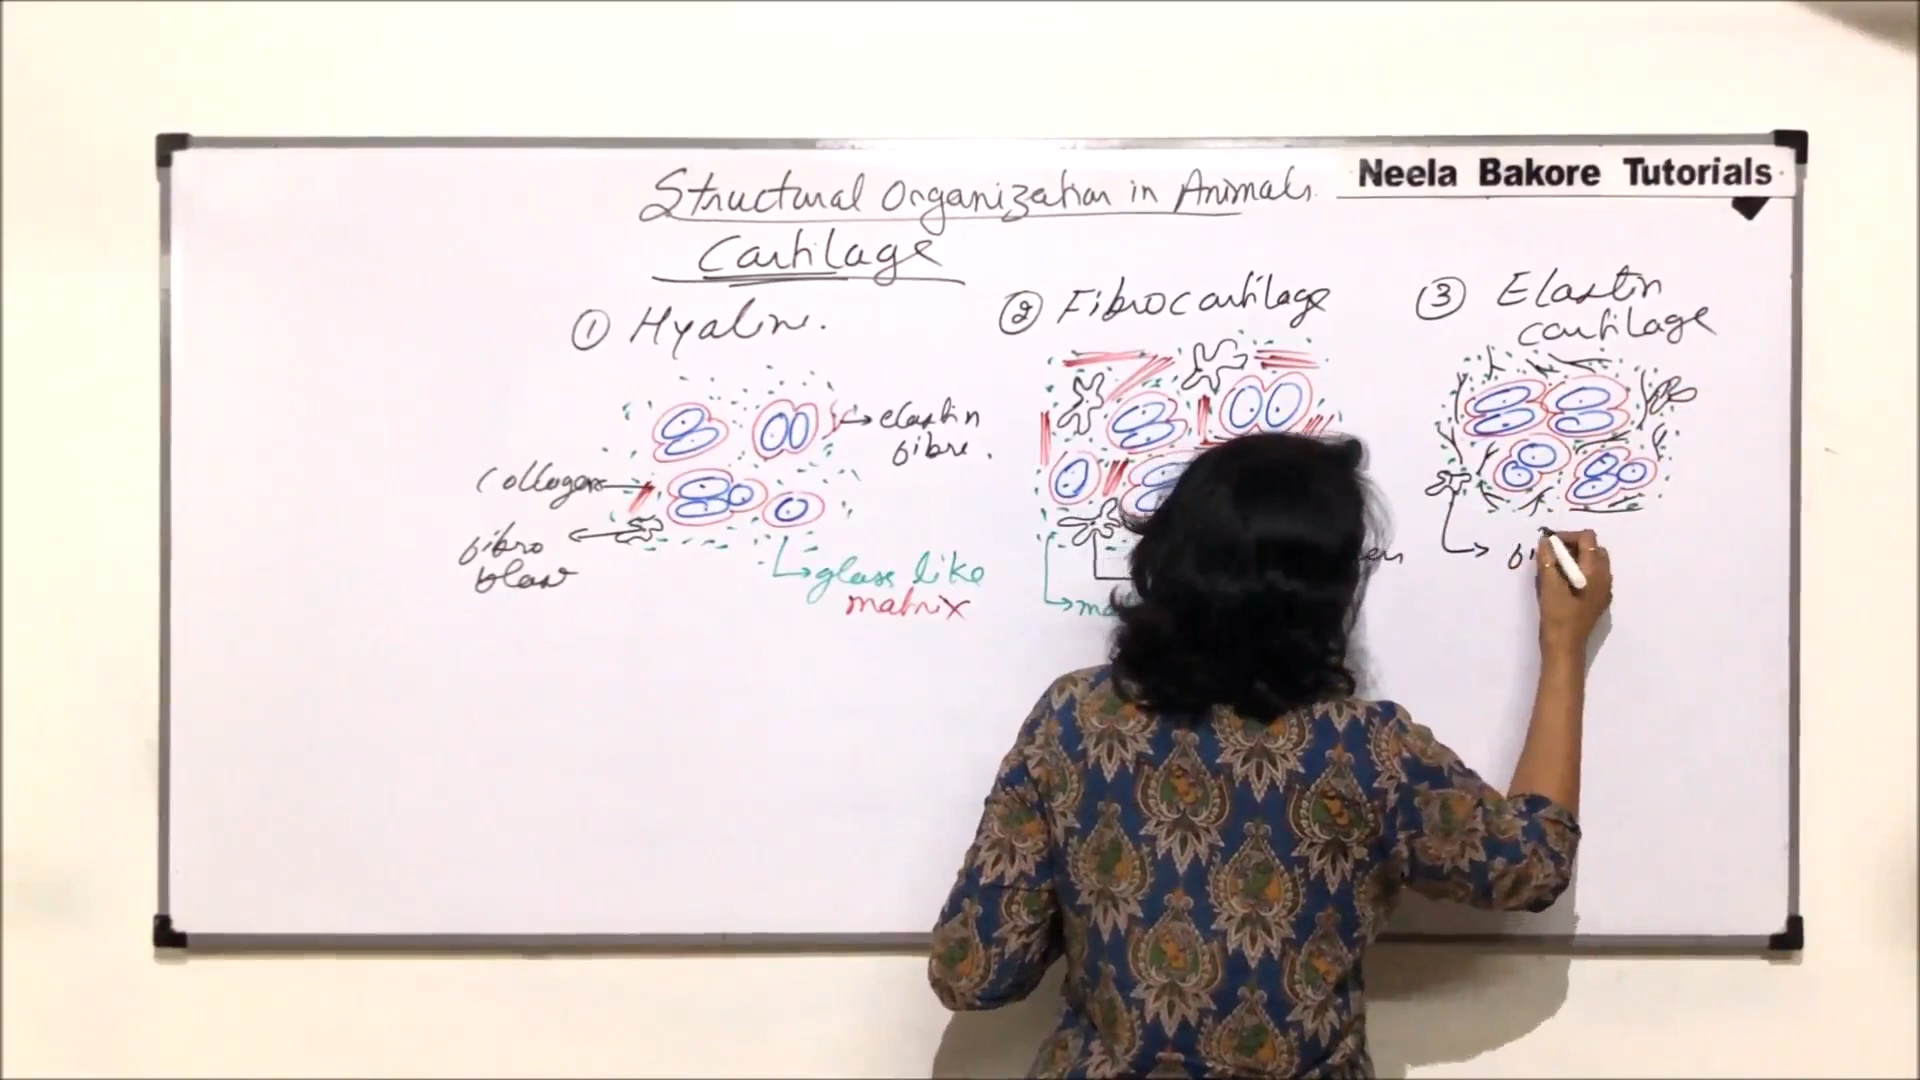 Neela Bakore Tutorials
Structural Organization in Animals
Cartilage
① Hyaline.
② Fibrocartilage
③ Elastin
cartilage
elastin
fibre.
Collagen
fibro
blast
glass like
matrix